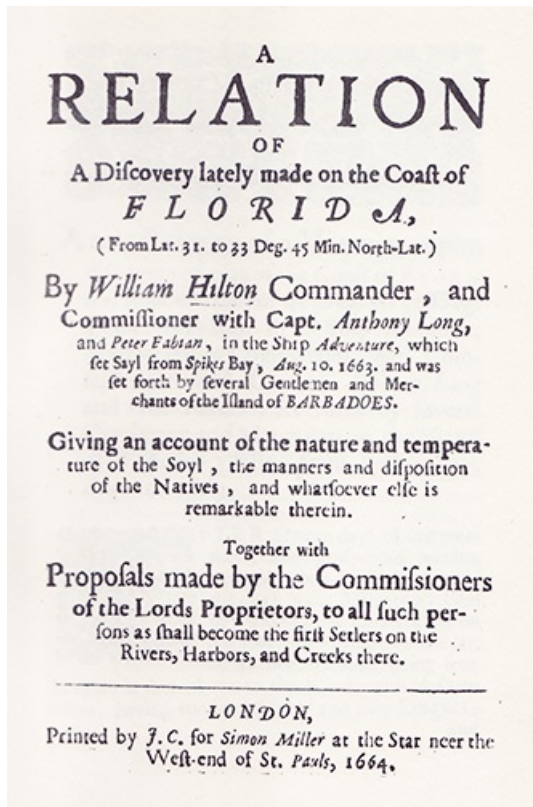 A
RELATION
OF
A Diſcovery lately made on the Coaſt of
FLORIDA,
( From Lat. 31. to 33 Deg. 45 Min. North-Lat. )
By William Hilton Commander , and
Commiſſioner with Capt. Anthony Long,
and Peter Fabian, in the Ship Adventure, which
ſet Sayl from Spikes Bay, Aug. 10. 1663. and was
ſet forth by ſeveral Gentlemen and Mer-
chants of the Iſland of BARBADOES.
Giving an account of the nature and tempera-
ture of the Soyl , the manners and diſpoſition
of the Natives , and whatſoever elſe is
remarkable therein.
Together with
Propoſals made by the Commiſſioners
of the Lords Proprietors, to all ſuch per-
ſons as ſhall become the firſt Setlers on the
Rivers, Harbors, and Creeks there.
LONDON,
Printed by J.C. for Simon Miller at the Star neer the
Weſt-end of St. Pauls, 1664.